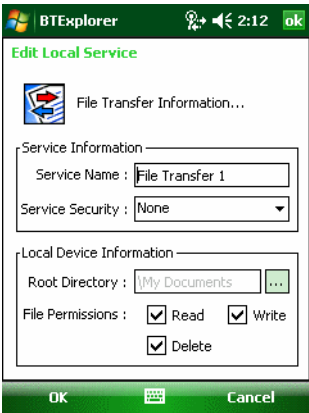 BTExplorer 2:12 ok
Edit Local Service
File Transfer Information...
Service Information
Service Name : File Transfer 1
Service Security : None
Local Device Information
Root Directory : \My Documents ...
File Permissions : Read Write
Delete
OK Cancel